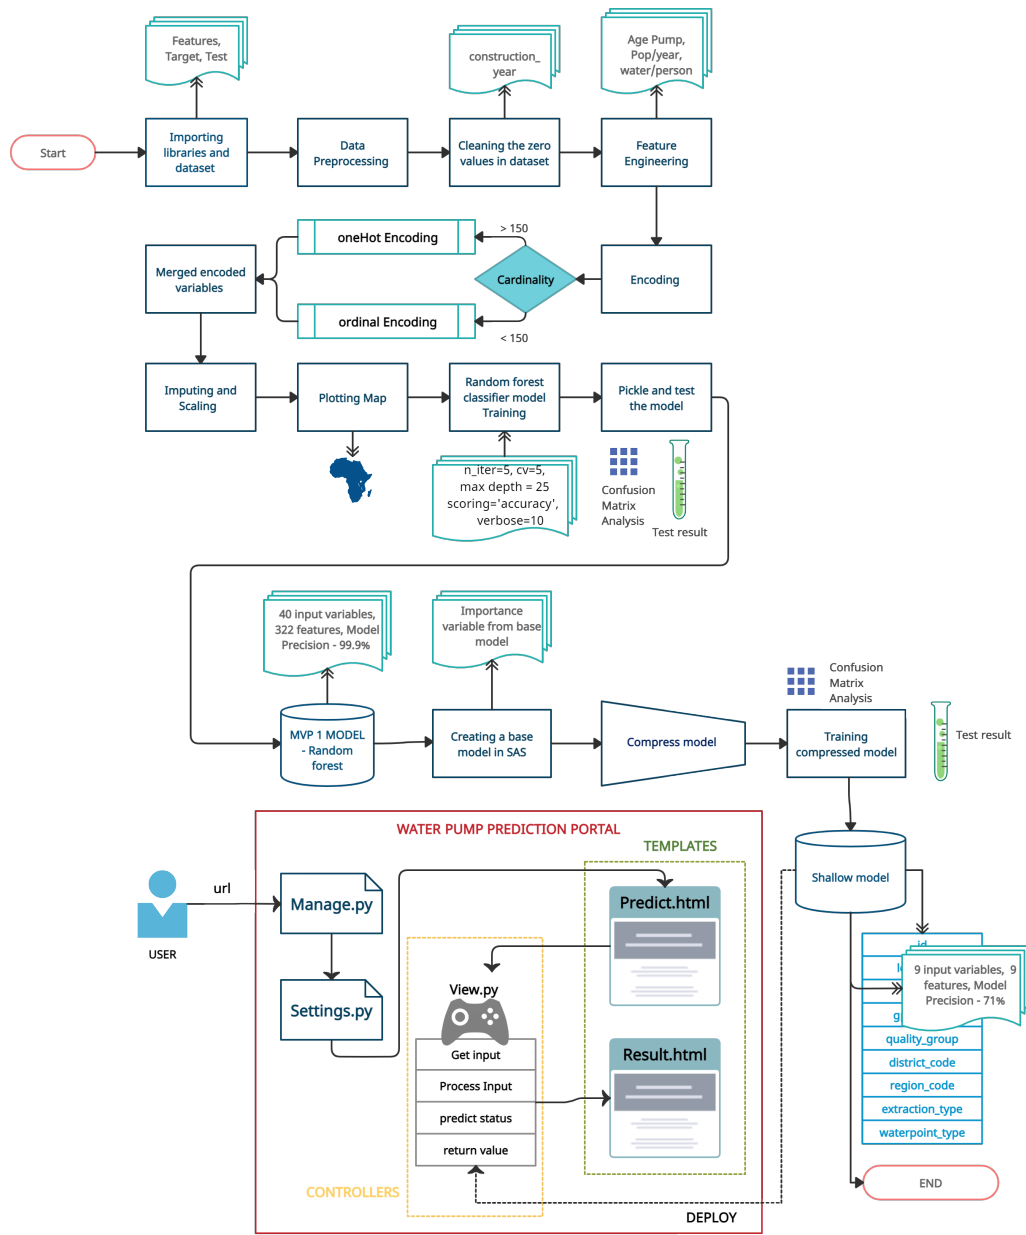 Features,
Target, Test
construction_
year
Age Pump,
Pop/year,
water/person
Start
Importing
libraries and
dataset
Data
Preprocessing
Cleaning the zero
values in dataset
Feature
Engineering
> 150
oneHot Encoding
Merged encoded
variables
Cardinality
Encoding
ordinal Encoding
< 150
Imputing and
Scaling
Plotting Map
Random forest
classifier model
Training
Pickle and test
the model
n_iter=5, cv=5,
max depth = 25
scoring='accuracy',
verbose=10
Confusion
Matrix
Analysis
Test result
40 input variables,
322 features, Model
Precision - 99.9%
Importance
variable from base
model
Confusion
Matrix
Analysis
MVP 1 MODEL
- Random
forest
Creating a base
model in SAS
Compress model
Training
compressed model
Test result
WATER PUMP PREDICTION PORTAL
TEMPLATES
Shallow model
url
USER
Manage.py
Predict.html
Settings.py
View.py
Get input
Process Input
predict status
return value
Result.html
id
9 input variables, 9
features, Model
Precision - 71%
quality_group
district_code
region_code
extraction_type
waterpoint_type
CONTROLLERS
DEPLOY
END